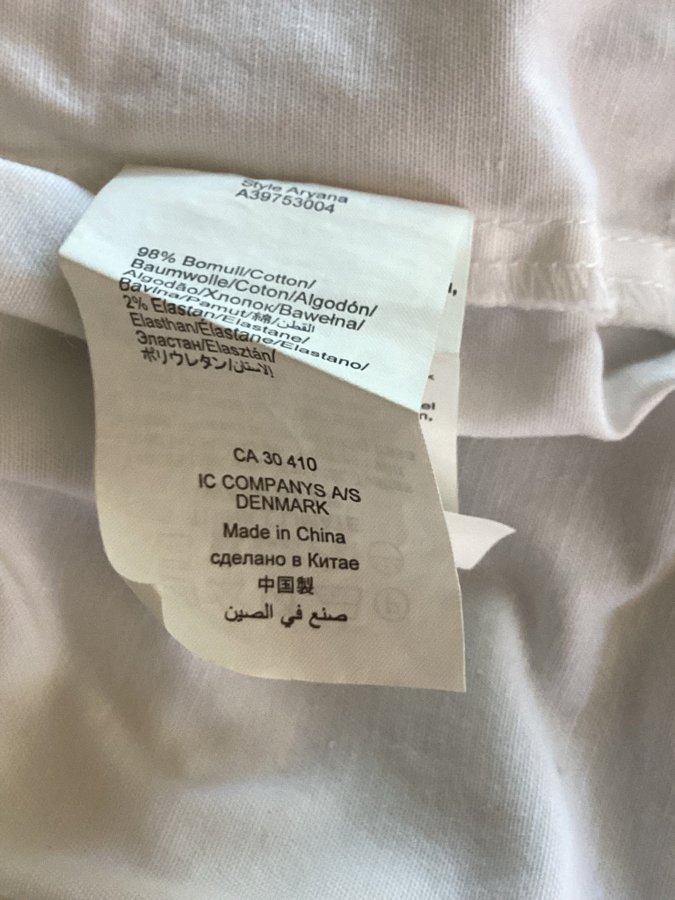 Style Aryana
A39753004
98% Bomull/Cotton/
Baumwolle/Coton/Algodón/
Algodão/Хлопок/Bawełna/
Bavlna/Pamut/綿/القطن/
2% Elastan/Elastane/
Elasthan/Élastane/Elastano/
Эластан/Elasztán/
ポリウレタン/الاستان
CA 30 410
IC COMPANYS A/S
DENMARK
Made in China
сделано в Китае
中国製
صنع في الصين